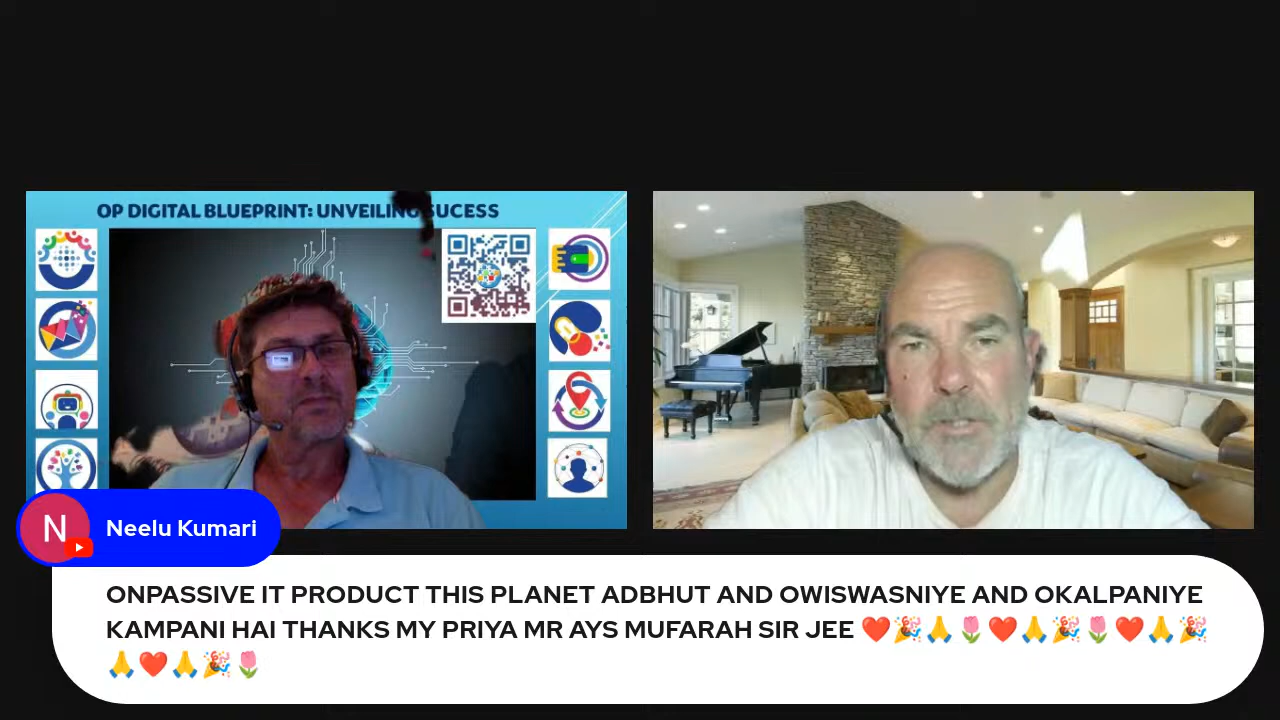 OP DIGITAL BLUEPRINT: UNVEILING SUCESS
Neelu Kumari
N
ONPASSIVE IT PRODUCT THIS PLANET ADBHUT AND OWISWASNIYE AND OKALPANIYE
KAMPANI HAI THANKS MY PRIYA MR AYS MUFARAH SIR JEE ❤️🎉🙏🌷❤️🙏🎉🌷❤️🙏🎉
🙏❤️🙏🎉🌷